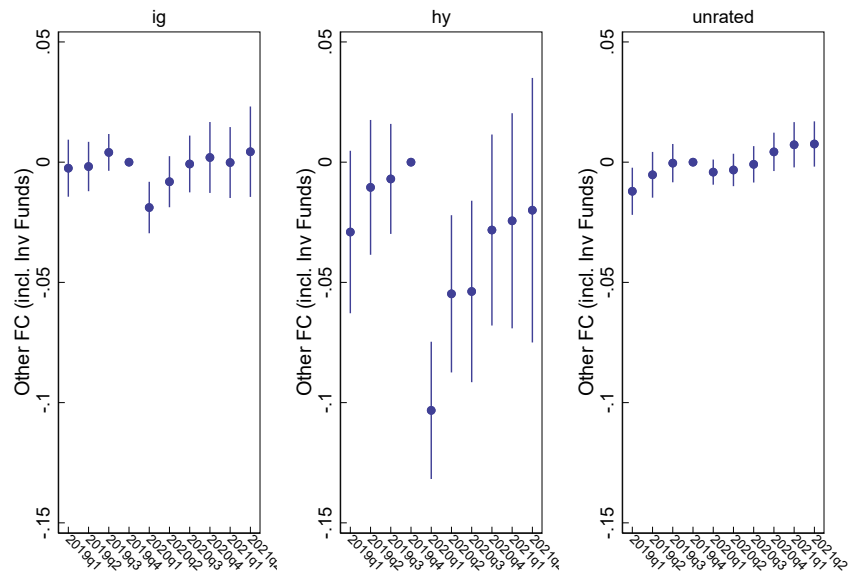 ig
Other FC (incl. Inv Funds)
.05
0
-.05
-.1
-.15
2019q1
2019q2
2019q3
2019q4
2020q1
2020q2
2020q3
2020q4
2021q1
2021q2
hy
Other FC (incl. Inv Funds)
.05
0
-.05
-.1
-.15
2019q1
2019q2
2019q3
2019q4
2020q1
2020q2
2020q3
2020q4
2021q1
2021q2
unrated
Other FC (incl. Inv Funds)
.05
0
-.05
-.1
-.15
2019q1
2019q2
2019q3
2019q4
2020q1
2020q2
2020q3
2020q4
2021q1
2021q2